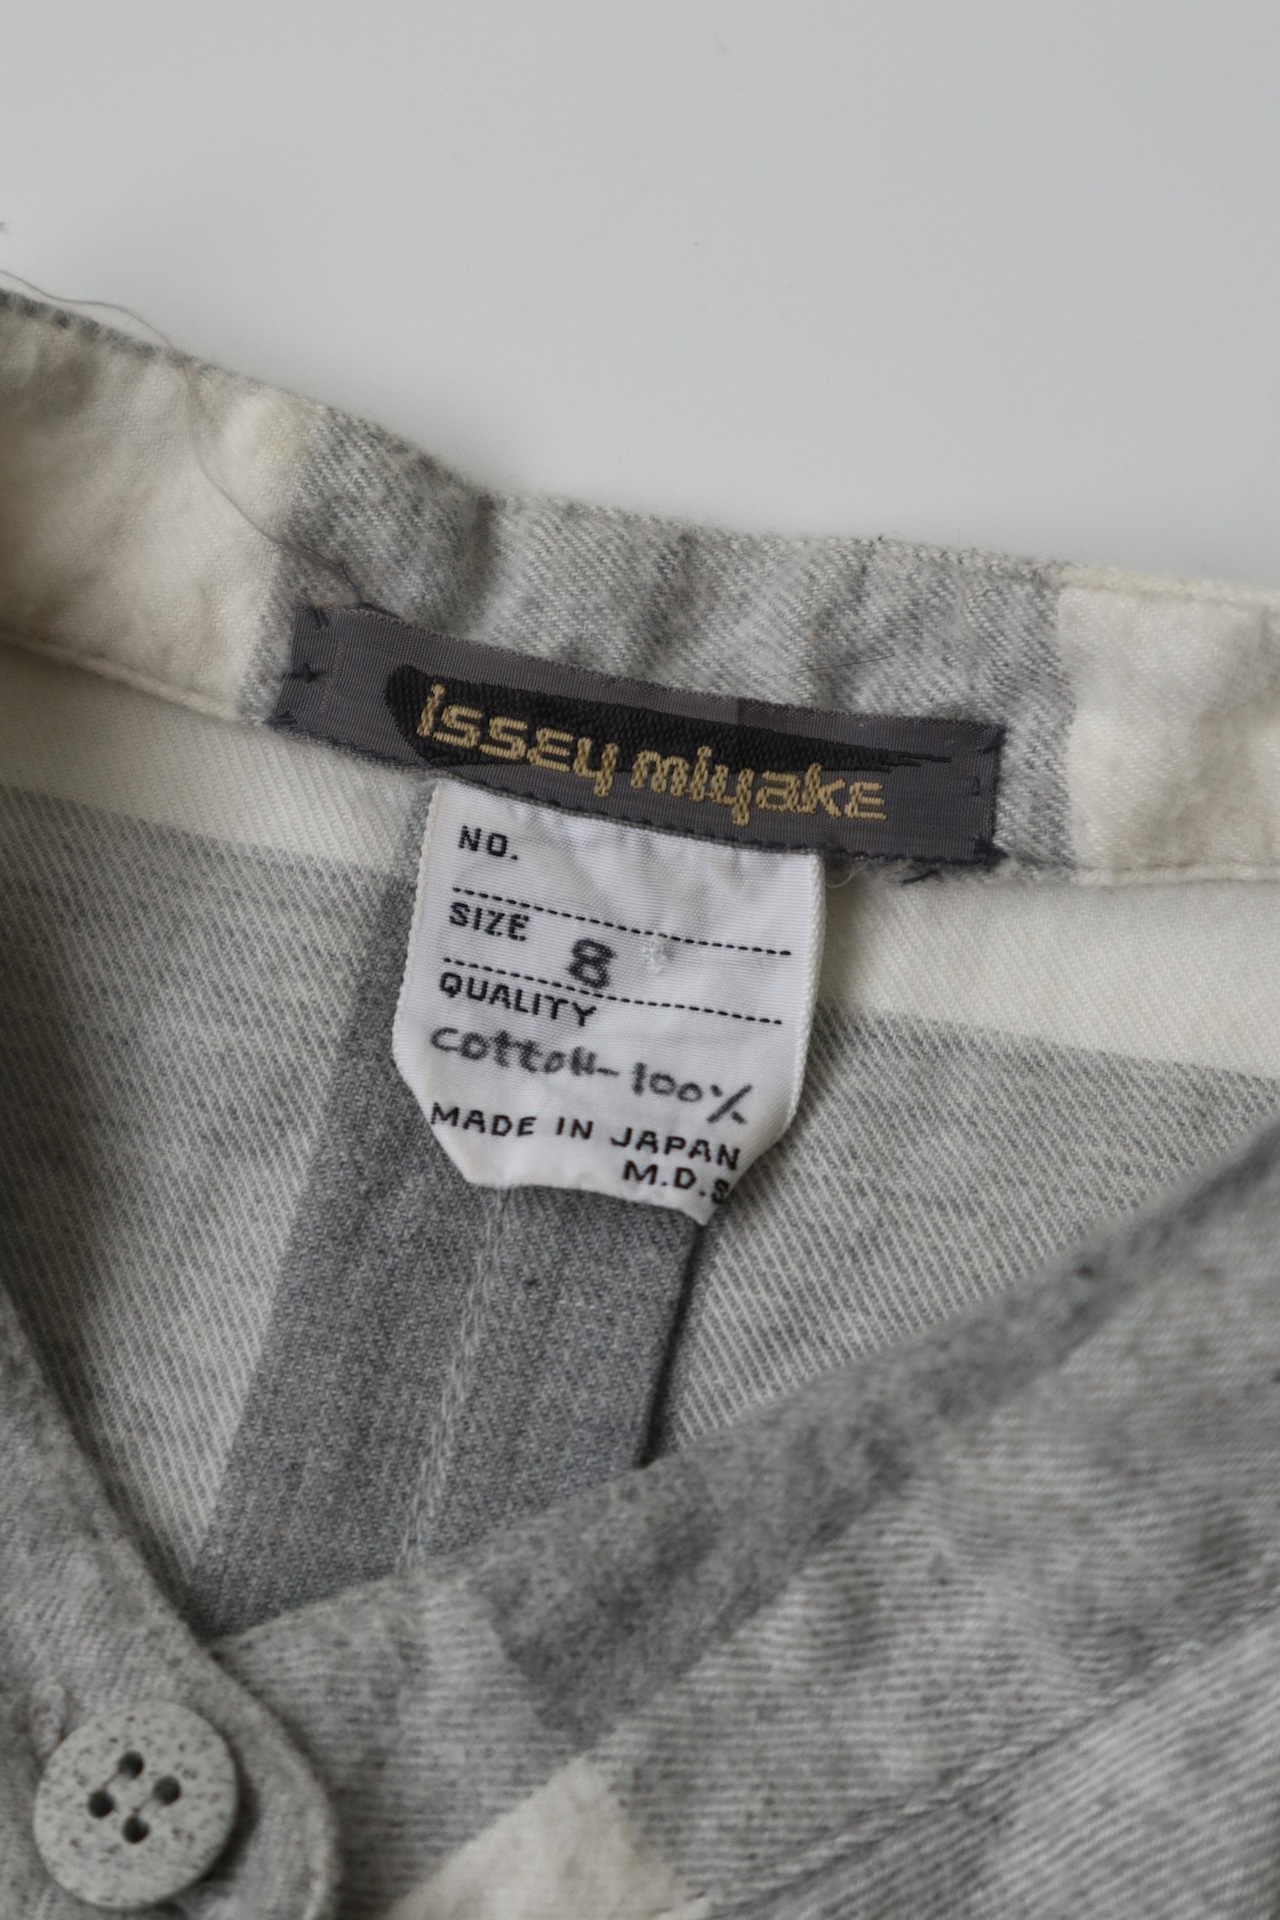 issey miyake
NO.
SIZE 8
QUALITY
cotton-100%
MADE IN JAPAN
M.D.S